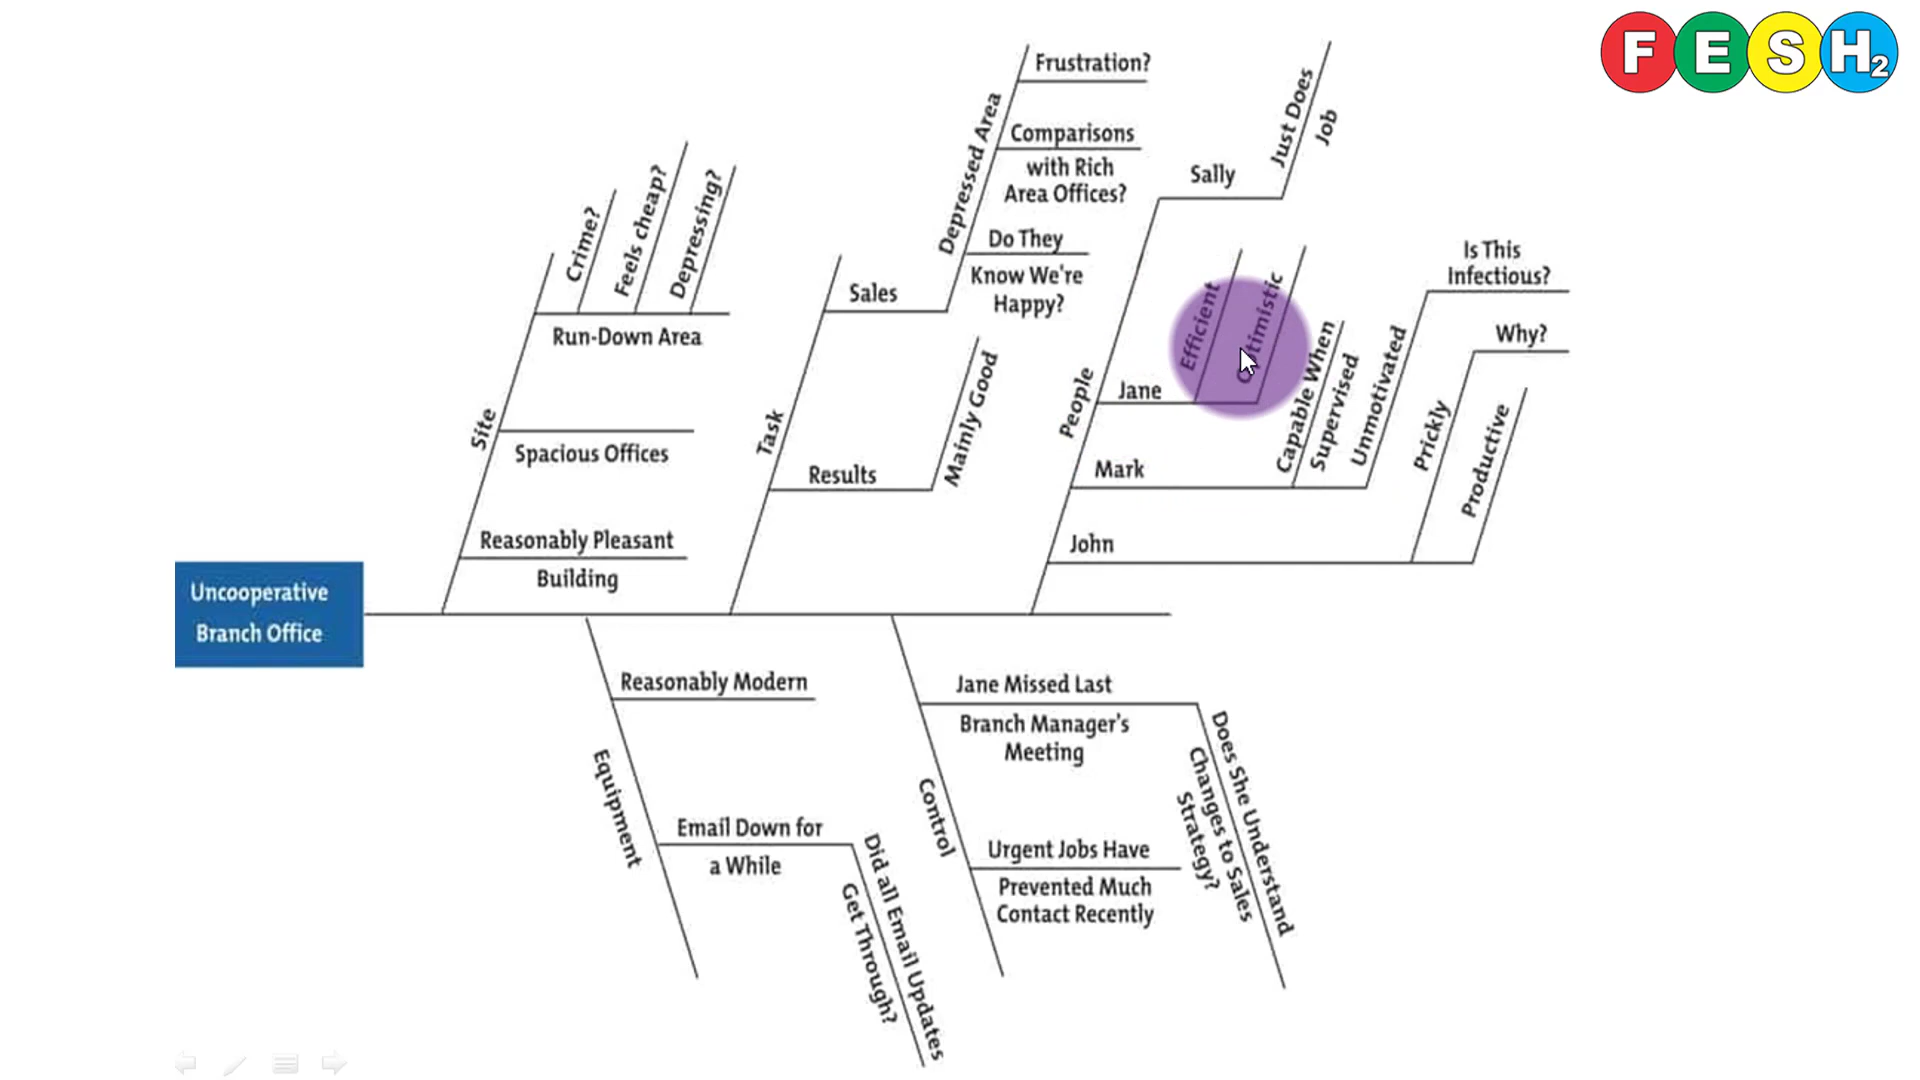 FESH2
Uncooperative
Branch Office
Site
Crime?
Feels cheap?
Depressing?
Run-Down Area
Spacious Offices
Reasonably Pleasant
Building
Task
Sales
Depressed Area
Frustration?
Comparisons
with Rich
Area Offices?
Do They
Know We're
Happy?
Results
Mainly Good
People
Sally
Just Does
Job
Jane
Efficient
Optimistic
Mark
Capable When
Supervised
Unmotivated
Is This
Infectious?
John
Prickly
Why?
Productive
Equipment
Reasonably Modern
Email Down for
a While
Did all Email Updates
Get Through?
Control
Jane Missed Last
Branch Manager's
Meeting
Does She Understand
Changes to Sales
Strategy?
Urgent Jobs Have
Prevented Much
Contact Recently